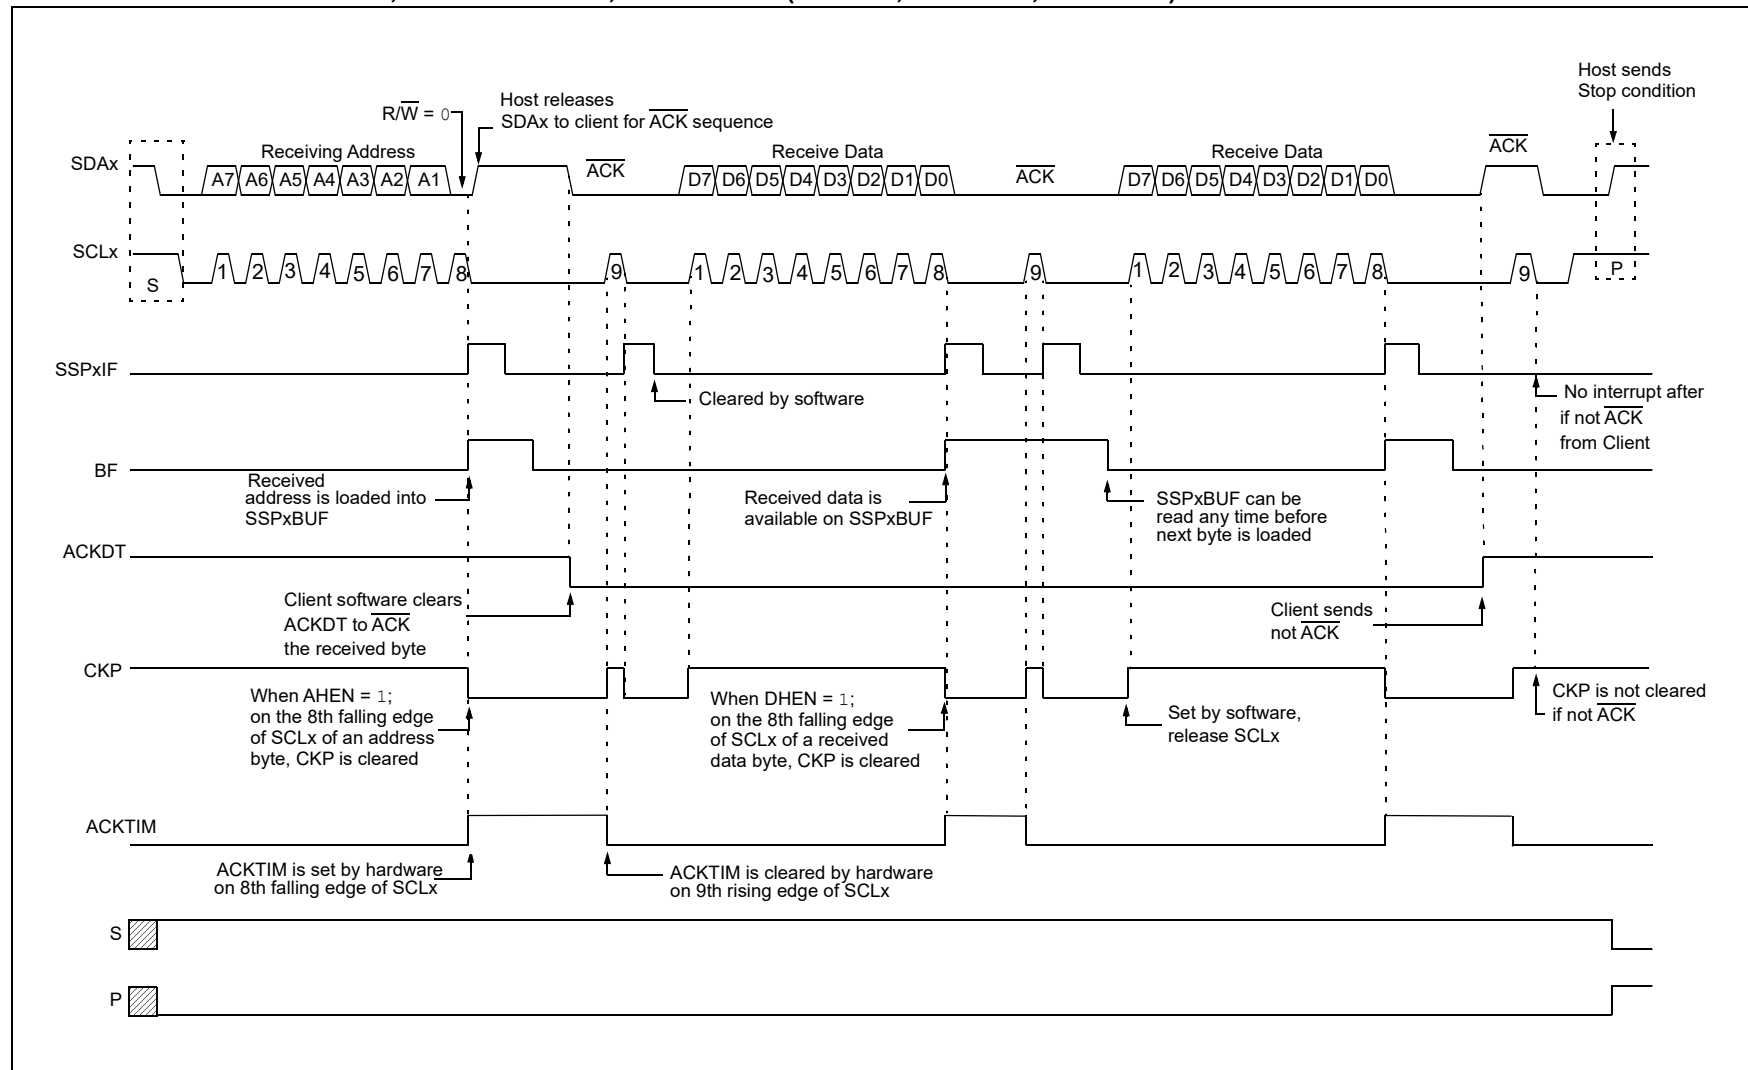 Host sends
Stop condition
Host releases
SDAx to client for ACK sequence
R/W = 0
SDAx
Receiving Address
ACK
Receive Data
ACK
Receive Data
ACK
A7 A6 A5 A4 A3 A2 A1
D7 D6 D5 D4 D3 D2 D1 D0
D7 D6 D5 D4 D3 D2 D1 D0
SCLx
S
1 2 3 4 5 6 7 8 9
1 2 3 4 5 6 7 8 9
1 2 3 4 5 6 7 8 9
P
SSPxIF
Cleared by software
No interrupt after
if not ACK
from Client
BF
Received
address is loaded into
SSPxBUF
Received data is
available on SSPxBUF
SSPxBUF can be
read any time before
next byte is loaded
ACKDT
Client software clears
ACKDT to ACK
the received byte
Client sends
not ACK
CKP
When AHEN = 1;
on the 8th falling edge
of SCLx of an address
byte, CKP is cleared
When DHEN = 1;
on the 8th falling edge
of SCLx of a received
data byte, CKP is cleared
Set by software,
release SCLx
CKP is not cleared
if not ACK
ACKTIM
ACKTIM is set by hardware
on 8th falling edge of SCLx
ACKTIM is cleared by hardware
on 9th rising edge of SCLx
S
P